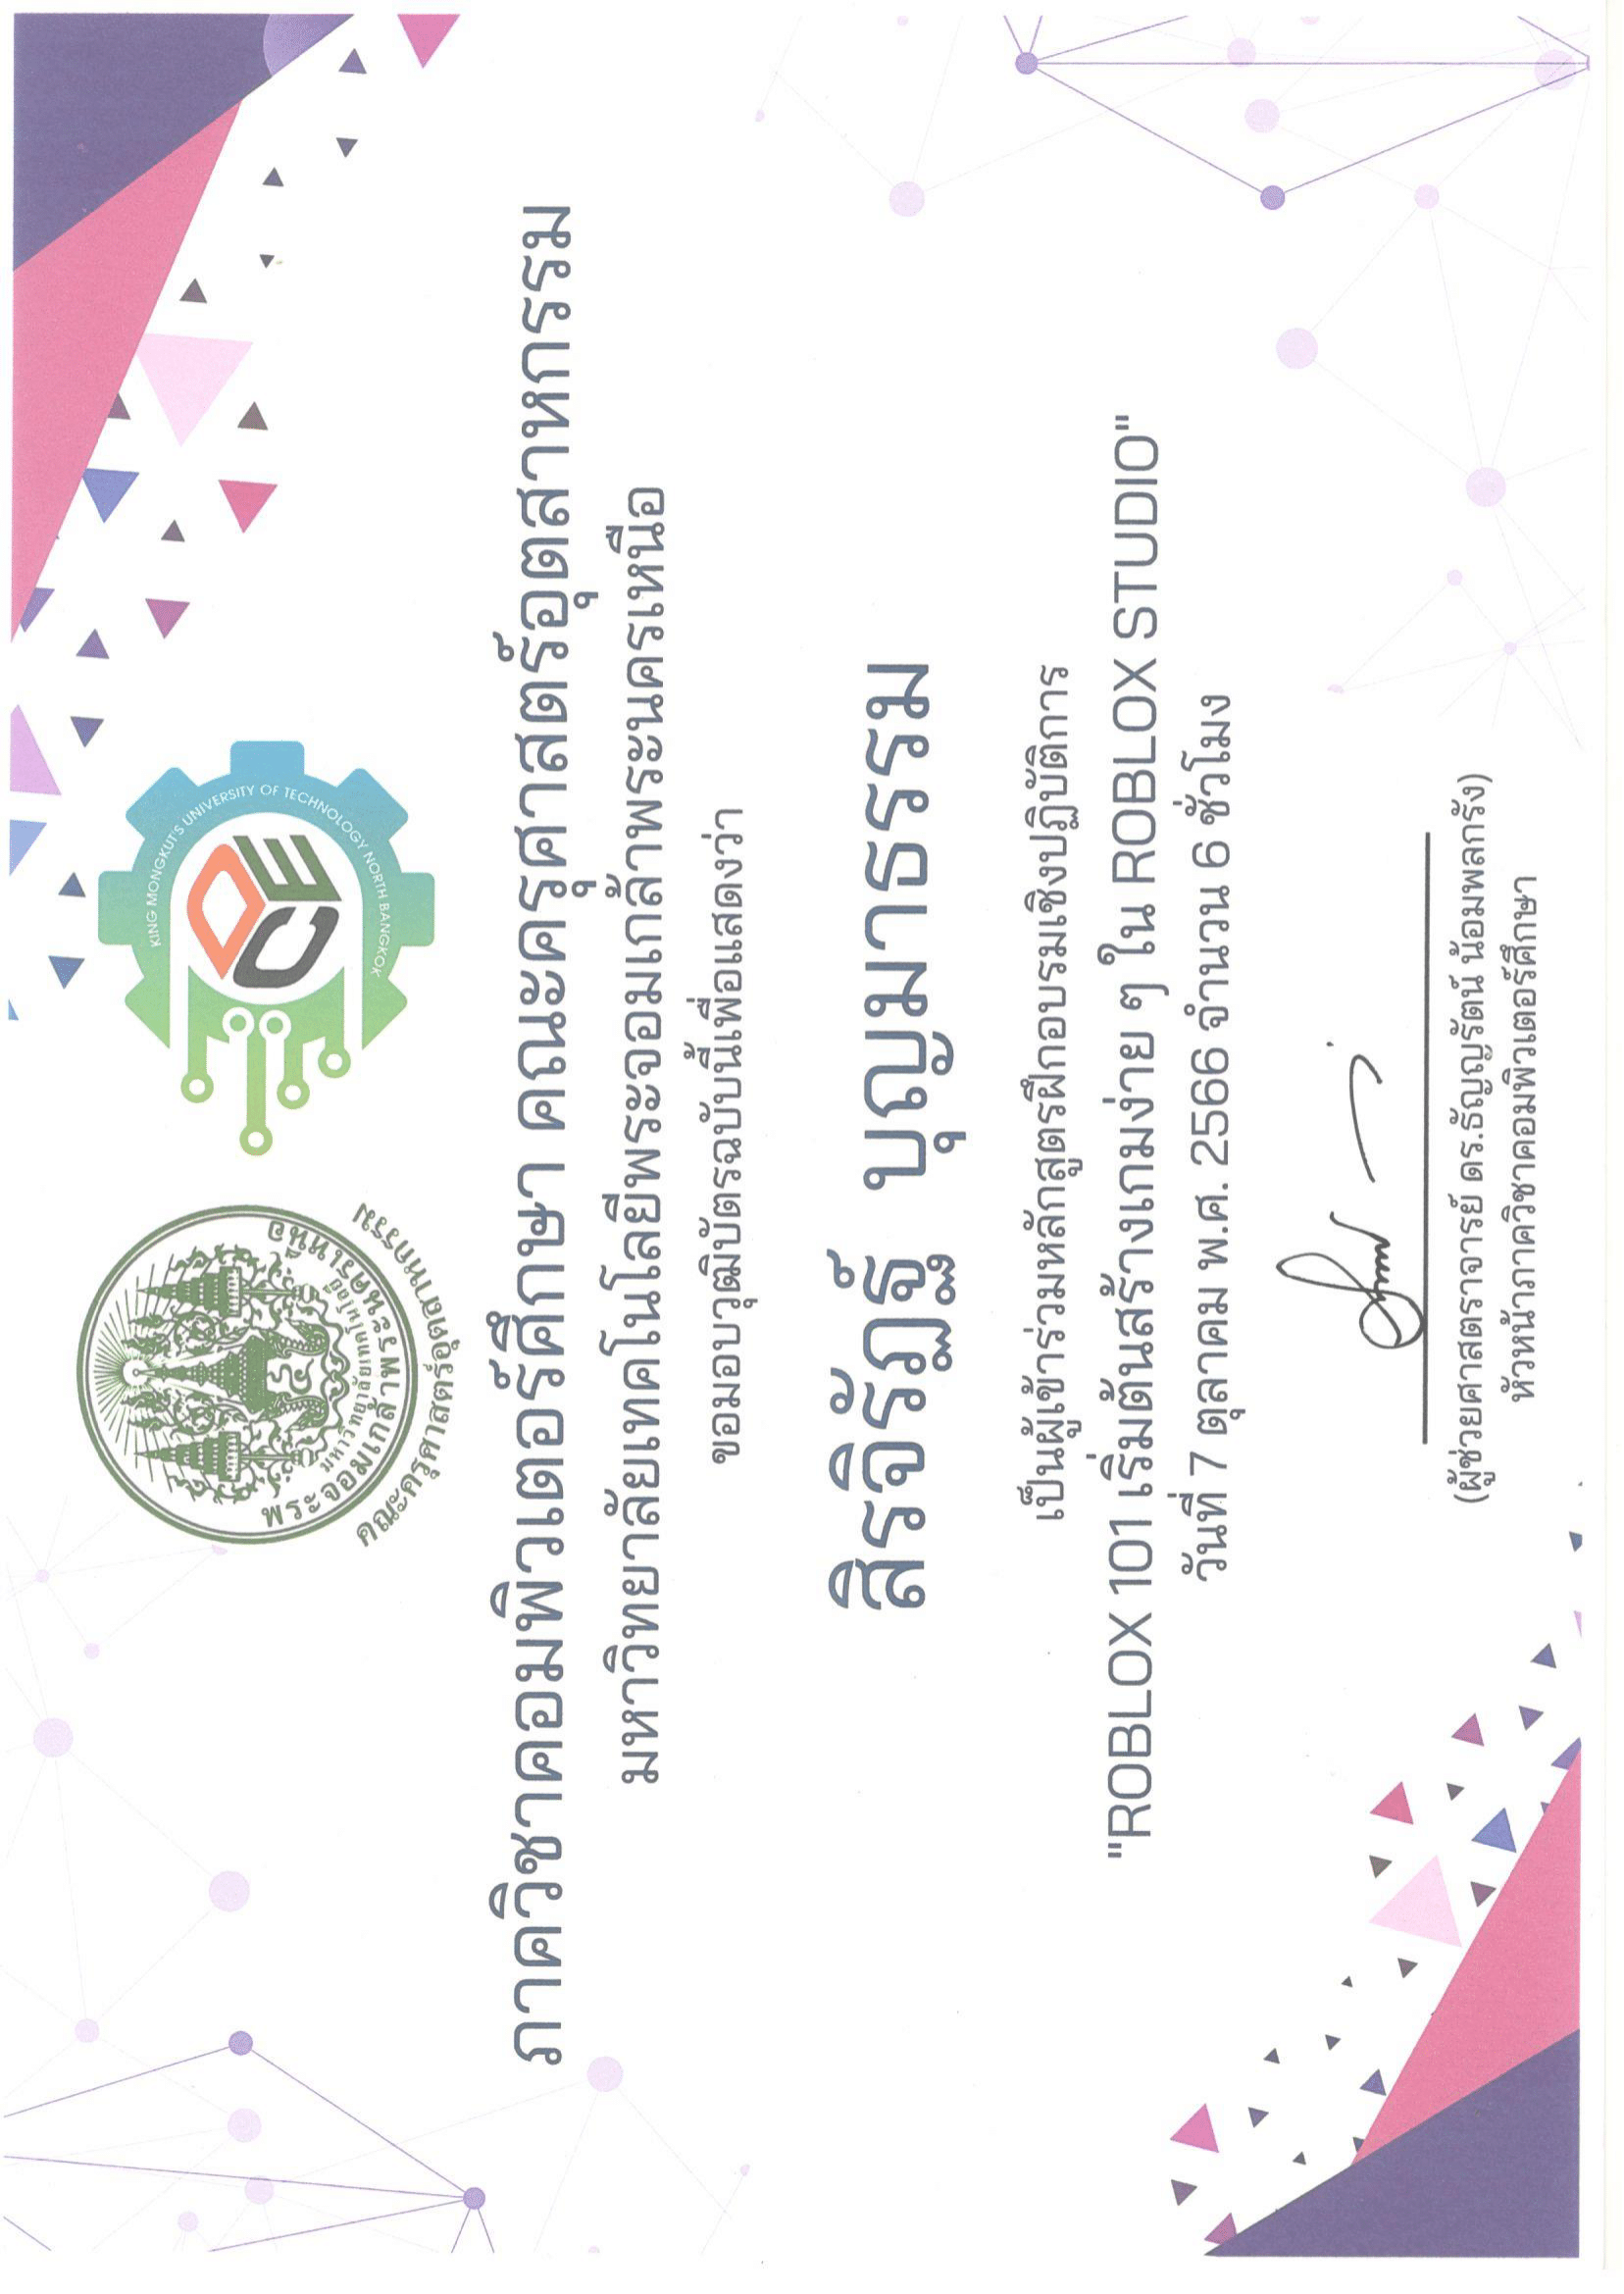 พระจอมเกล้าพระนครเหนือ
มหาวิทยาลัยเทคโนโลยี
คณะครุศาสตร์อุตสาหกรรม
KING MONGKUT'S UNIVERSITY OF TECHNOLOGY NORTH BANGKOK
CED
ภาควิชาคอมพิวเตอร์ศึกษา คณะครุศาสตร์อุตสาหกรรม
มหาวิทยาลัยเทคโนโลยีพระจอมเกล้าพระนครเหนือ
ขอมอบวุฒิบัตรฉบับนี้เพื่อแสดงว่า
สิรจิรัฏฐ์ บุญมาธรรม
เป็นผู้เข้าร่วมหลักสูตรฝึกอบรมเชิงปฏิบัติการ
"ROBLOX 101 เริ่มต้นสร้างเกมง่าย ๆ ใน ROBLOX STUDIO"
วันที่ 7 ตุลาคม พ.ศ. 2566 จำนวน 6 ชั่วโมง
(ผู้ช่วยศาสตราจารย์ ดร.ธัญญรัตน์ น้อมพลกรัง)
หัวหน้าภาควิชาคอมพิวเตอร์ศึกษา